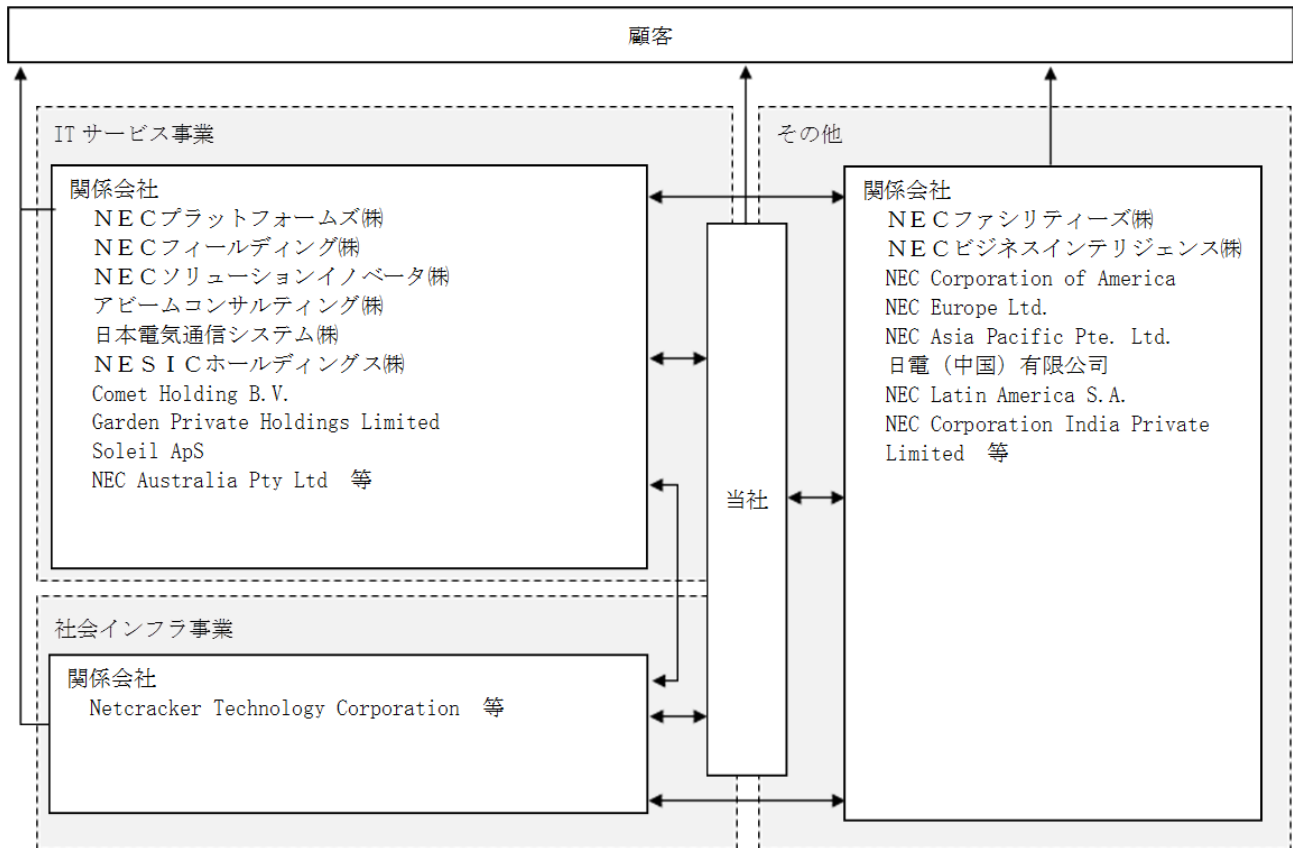 顧客
ITサービス事業
関係会社
ＮＥＣプラットフォームズ㈱
ＮＥＣフィールディング㈱
ＮＥＣソリューションイノベータ㈱
アビームコンサルティング㈱
日本電気通信システム㈱
ＮＥＳＩＣホールディングス㈱
Comet Holding B.V.
Garden Private Holdings Limited
Soleil ApS
NEC Australia Pty Ltd　等
社会インフラ事業
関係会社
Netcracker Technology Corporation　等
当社
その他
関係会社
ＮＥＣファシリティーズ㈱
ＮＥＣビジネスインテリジェンス㈱
NEC Corporation of America
NEC Europe Ltd.
NEC Asia Pacific Pte. Ltd.
日電（中国）有限公司
NEC Latin America S.A.
NEC Corporation India Private
Limited　等